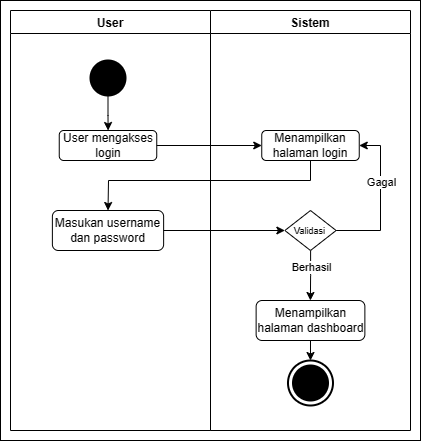 User
Sistem
User mengakses
login
Menampilkan
halaman login
Gagal
Masukan username
dan password
Validasi
Berhasil
Menampilkan
halaman dashboard